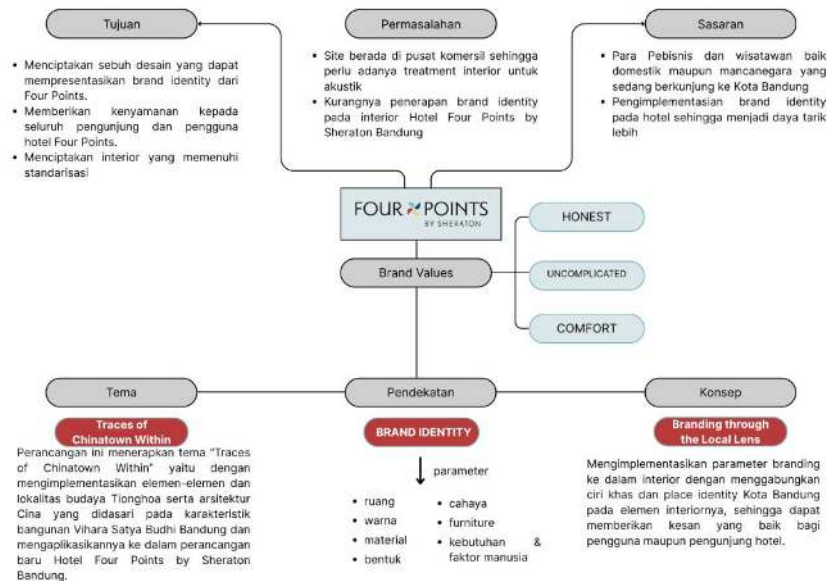 Tujuan
Menciptakan sebuh desain yang dapat
mempresentasikan brand identity dari
Four Points.
Memberikan kenyamanan kepada
seluruh pengunjung dan pengguna
hotel Four Points.
Menciptakan interior yang memenuhi
standarisasi
Permasalahan
Site berada di pusat komersil sehingga
perlu adanya treatment interior untuk
akustik
Kurangnya penerapan brand identity
pada interior Hotel Four Points by
Sheraton Bandung
Sasaran
Para Pebisnis dan wisatawan baik
domestik maupun mancanegara yang
sedang berkunjung ke Kota Bandung
Pengimplementasian brand identity
pada hotel sehingga menjadi daya tarik
lebih
FOUR POINTS
BY SHERATON
Brand Values
HONEST
UNCOMPLICATED
COMFORT
Tema
Traces of
Chinatown Within
Perancangan ini menerapkan tema "Traces
of Chinatown Within" yaitu dengan
mengimplementasikan elemen-elemen dan
lokalitas budaya Tionghoa serta arsitektur
Cina yang didasari pada karakteristik
bangunan Vihara Satya Budhi Bandung dan
mengaplikasikannya ke dalam perancangan
baru Hotel Four Points by Sheraton
Bandung.
Pendekatan
BRAND IDENTITY
parameter
ruang
warna
material
bentuk
cahaya
furniture
kebutuhan &
faktor manusia
Konsep
Branding through
the Local Lens
Mengimplementasikan parameter branding
ke dalam interior dengan menggabungkan
ciri khas dan place identity Kota Bandung
pada elemen interiornya, sehingga dapat
memberikan kesan yang baik bagi
pengguna maupun pengunjung hotel.